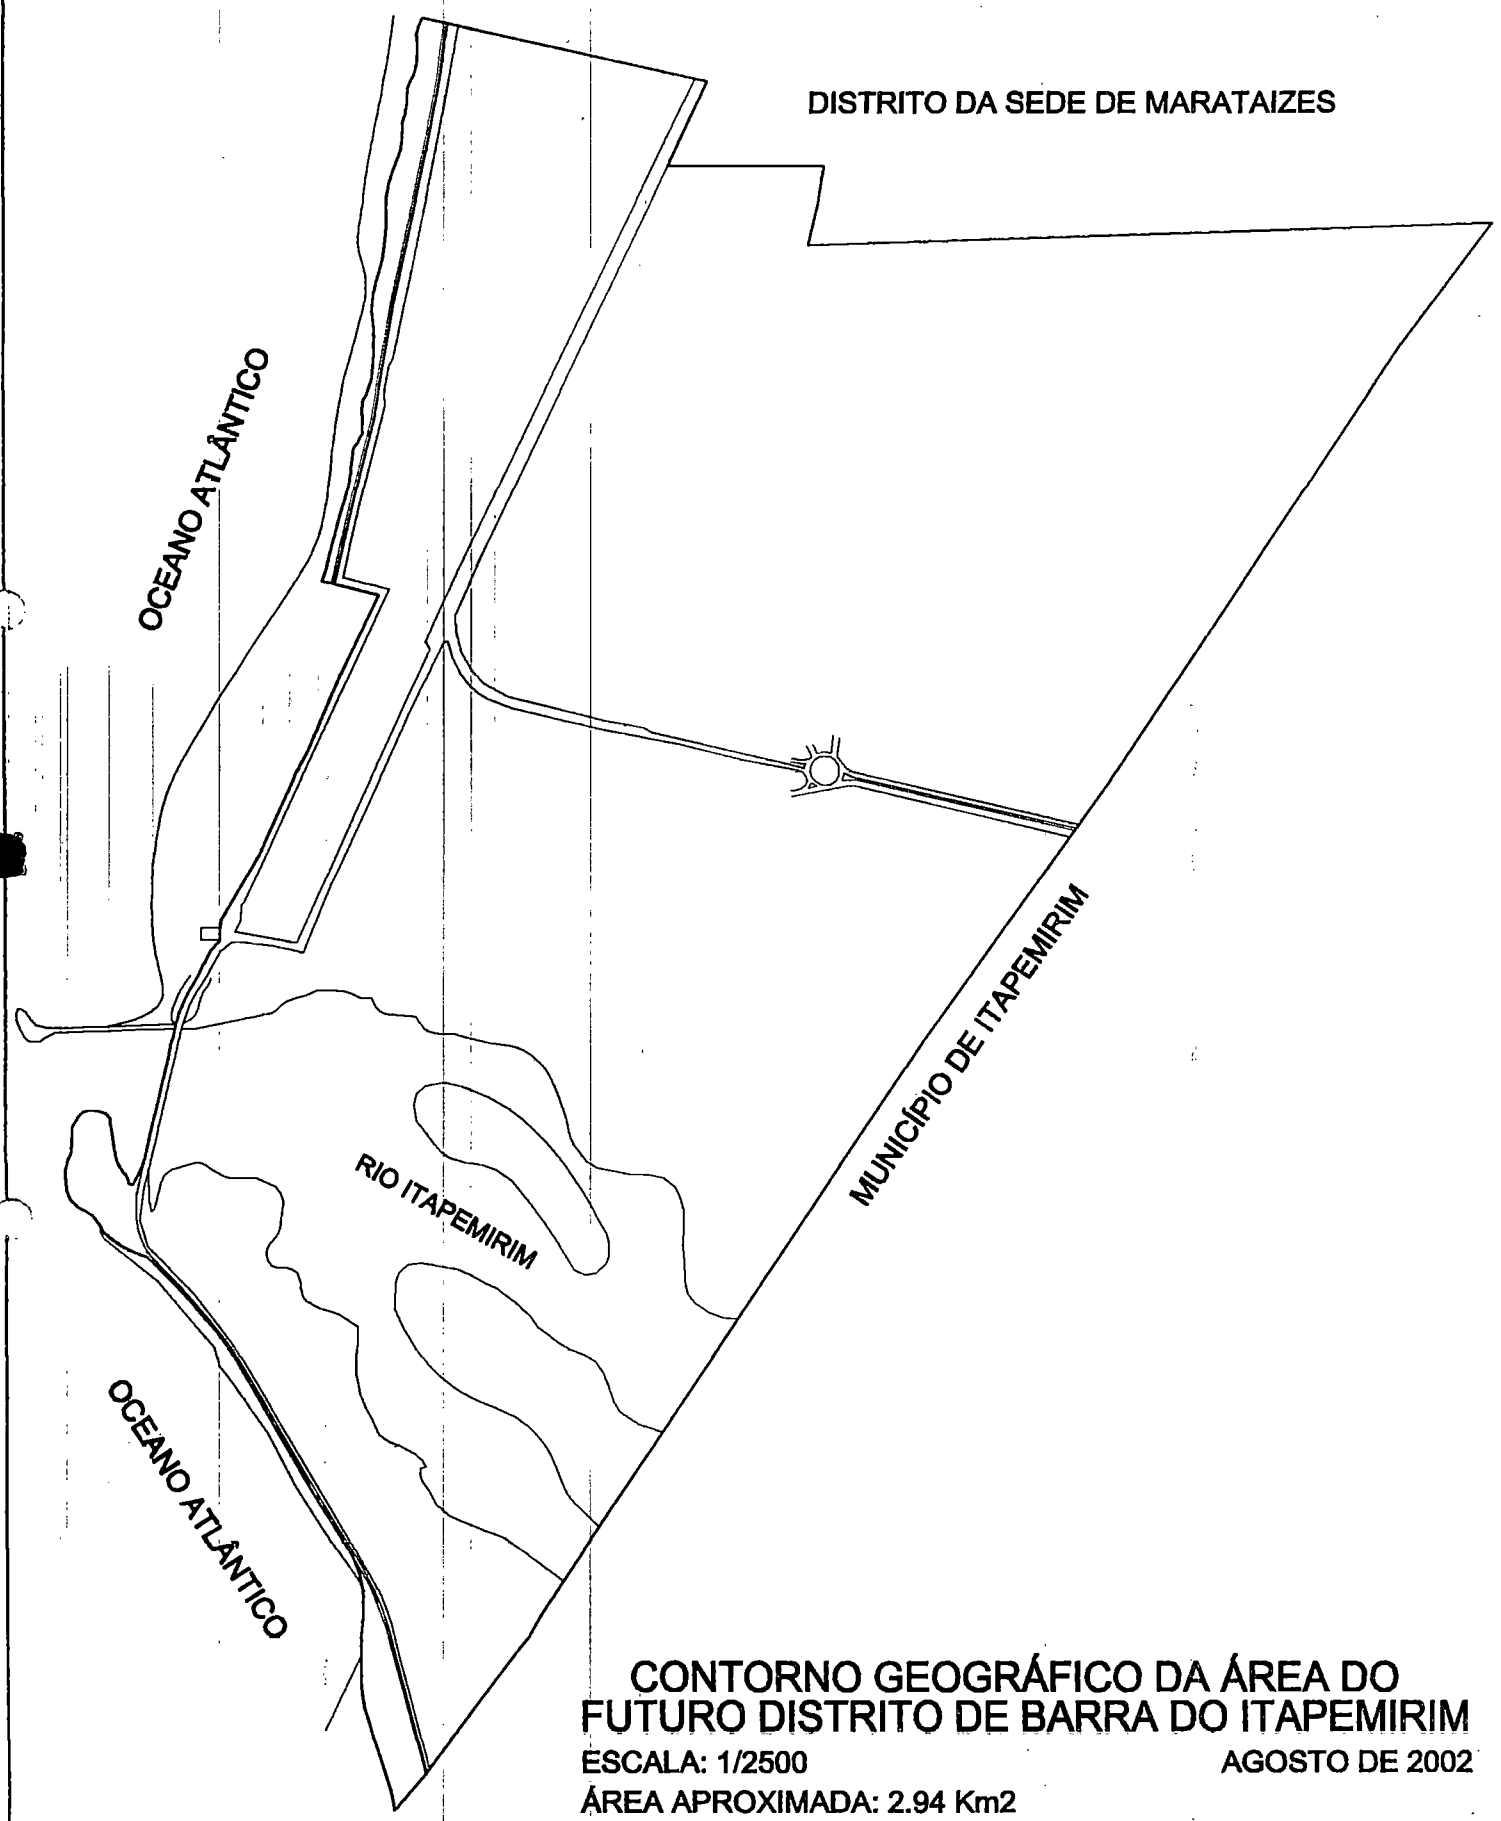 DISTRITO DA SEDE DE MARATAIZES
OCEANO ATLÂNTICO
MUNICÍPIO DE ITAPEMIRIM
RIO ITAPEMIRIM
OCEANO ATLÂNTICO
CONTORNO GEOGRÁFICO DA ÁREA DO
FUTURO DISTRITO DE BARRA DO ITAPEMIRIM
ESCALA: 1/2500 AGOSTO DE 2002
ÁREA APROXIMADA: 2.94 Km2